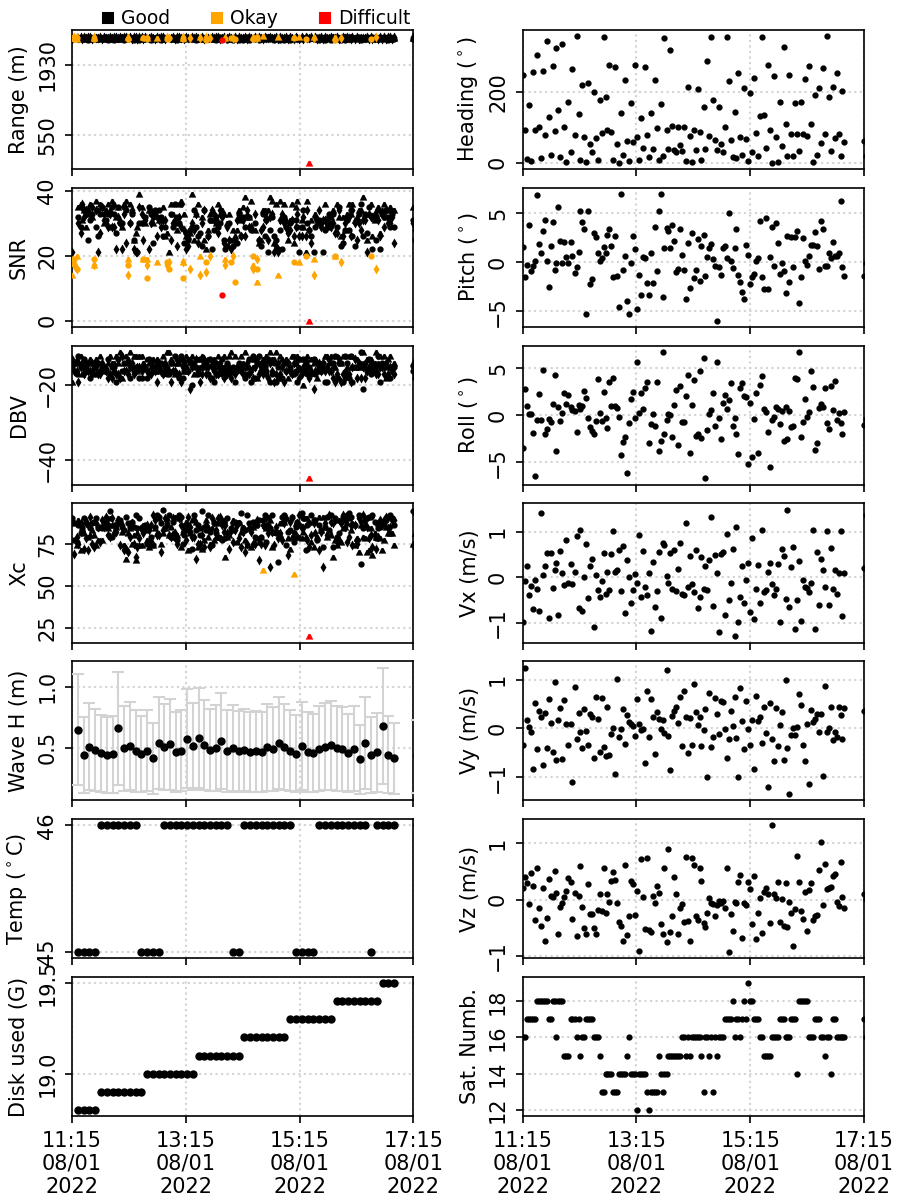 Good Okay Difficult
Range (m)
1930
550
Heading (°)
200
0
SNR
40
20
0
Pitch (°)
5
0
−5
DBV
−20
−40
Roll (°)
5
0
−5
Xc
75
50
25
Vx (m/s)
1
0
−1
Wave H (m)
1.0
0.5
Vy (m/s)
1
0
−1
Temp (°C)
46
45
Vz (m/s)
1
0
−1
Disk used (G)
19.5
19.0
Sat. Numb.
18
16
14
12
11:15 13:15 15:15 17:15
08/01 08/01 08/01 08/01
2022 2022 2022 2022
11:15 13:15 15:15 17:15
08/01 08/01 08/01 08/01
2022 2022 2022 2022